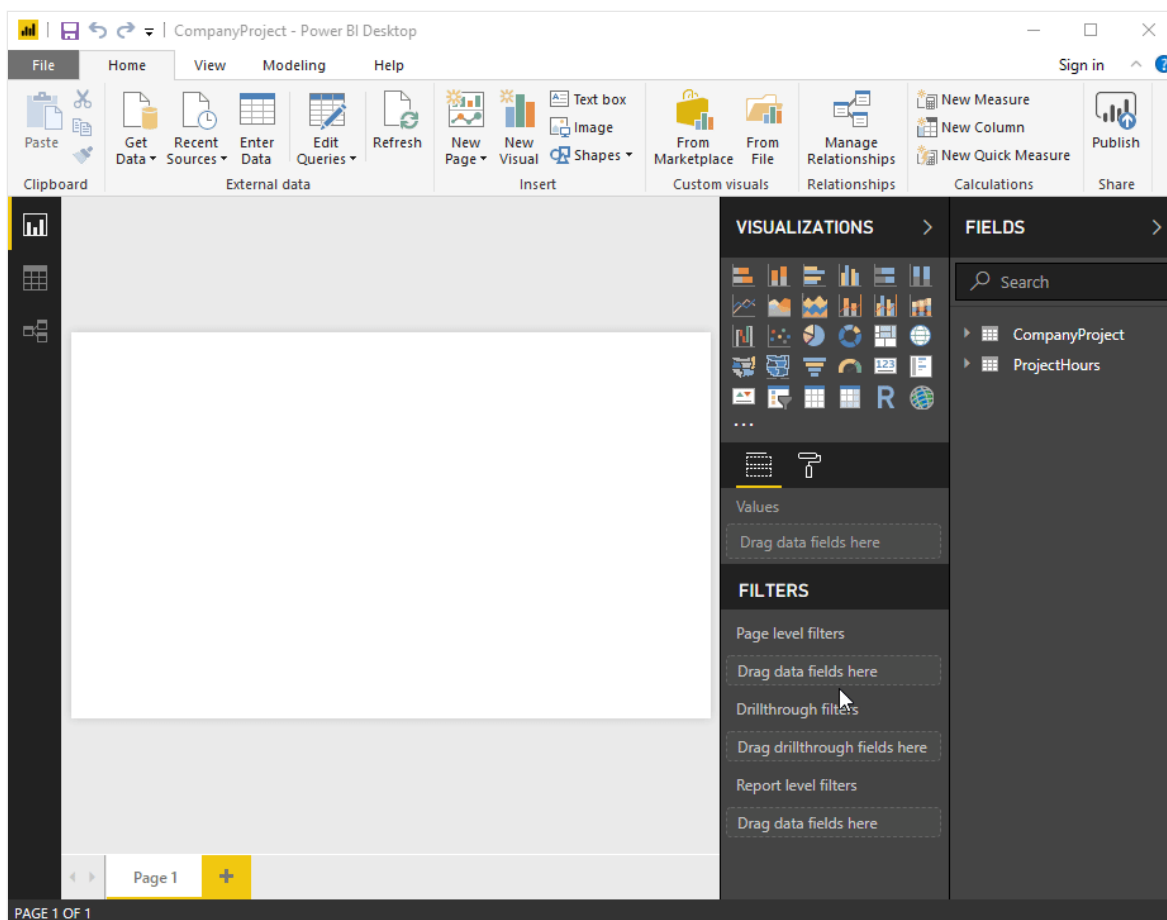 CompanyProject - Power BI Desktop
File Home View Modeling Help Sign in
Paste
Get Data
Recent Sources
Enter Data
Edit Queries
Refresh
New Page
New Visual
Text box
Image
Shapes
From Marketplace
From File
Manage Relationships
New Measure
New Column
New Quick Measure
Publish
Clipboard External data Insert Custom visuals Relationships Calculations Share
VISUALIZATIONS
123
R
...
Values
Drag data fields here
FILTERS
Page level filters
Drag data fields here
Drillthrough filters
Drag drillthrough fields here
Report level filters
Drag data fields here
FIELDS
Search
CompanyProject
ProjectHours
Page 1 +
PAGE 1 OF 1